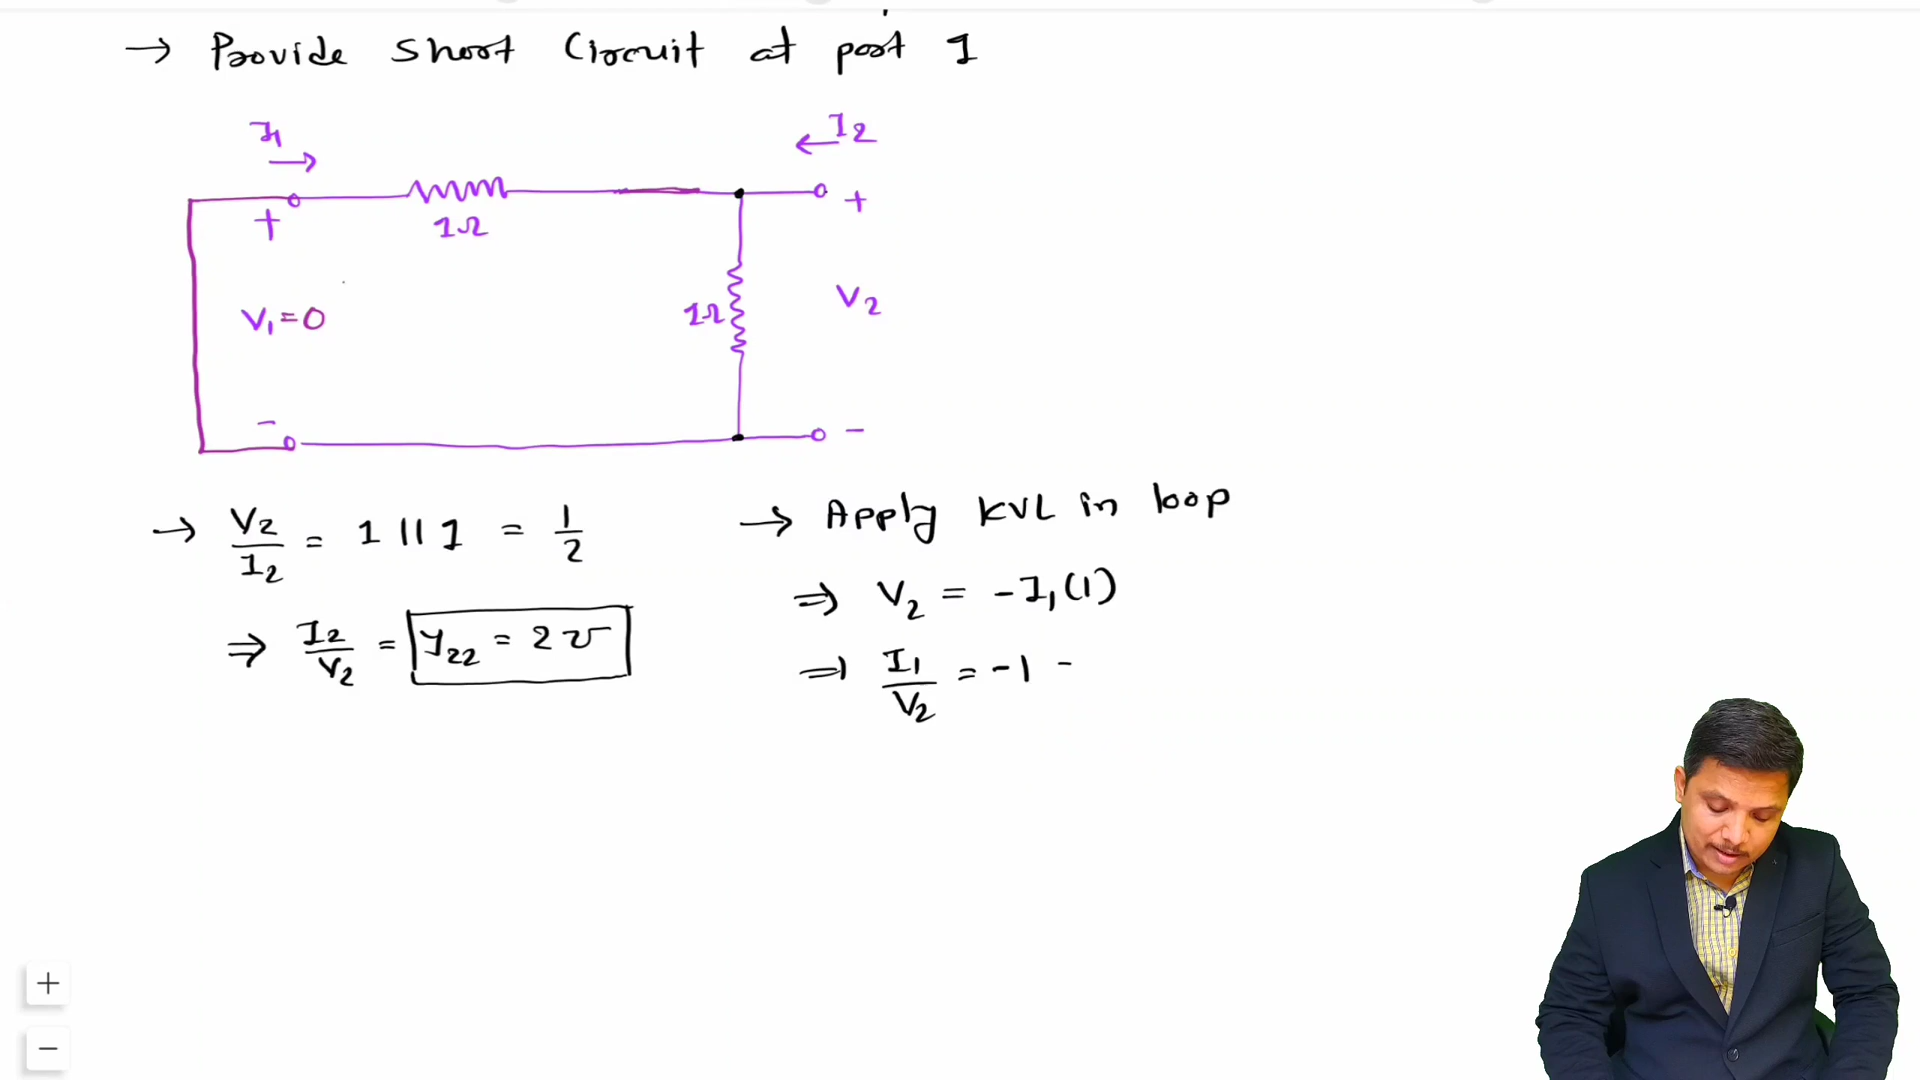 → Provide short Circuit at port 1
I1 →
← I2
+
1Ω
+
V1 = 0
1Ω
V2
-
-
→ V2/I2 = 1 || 1 = 1/2
⇒ I2/V2 = y22 = 2 ℧
→ Apply KVL in loop
⇒ V2 = -I1(1)
⇒ I1/V2 = -1 -
+
−